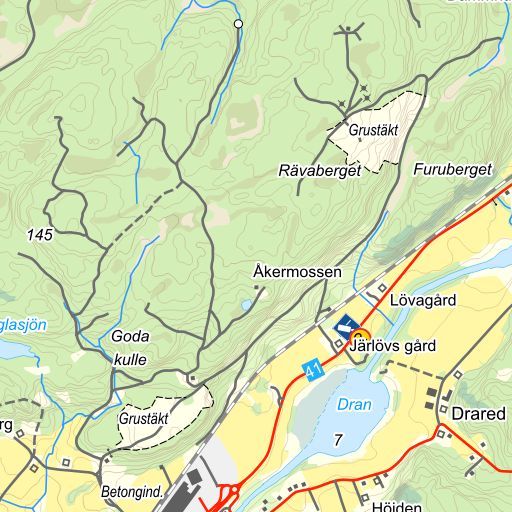 Grustäkt
Rävaberget
Furuberget
145
Åkermossen
Lövagård
Goda
kulle
Järlövs gård
41
Dran
Drared
7
Grustäkt
Betongind.
Höjden